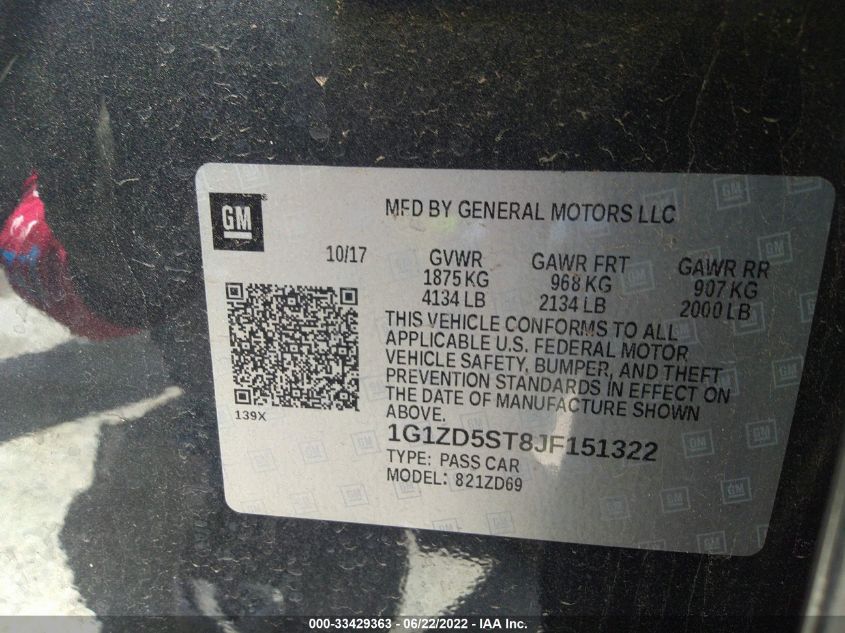 GM
MFD BY GENERAL MOTORS LLC
10/17 GVWR GAWR FRT GAWR RR
1875 KG 968 KG 907 KG
4134 LB 2134 LB 2000 LB
THIS VEHICLE CONFORMS TO ALL
APPLICABLE U.S. FEDERAL MOTOR
VEHICLE SAFETY, BUMPER, AND THEFT
PREVENTION STANDARDS IN EFFECT ON
THE DATE OF MANUFACTURE SHOWN
ABOVE.
139X
1G1ZD5ST8JF151322
TYPE: PASS CAR
MODEL: 821ZD69
000-33429363 - 06/22/2022 - IAA Inc.